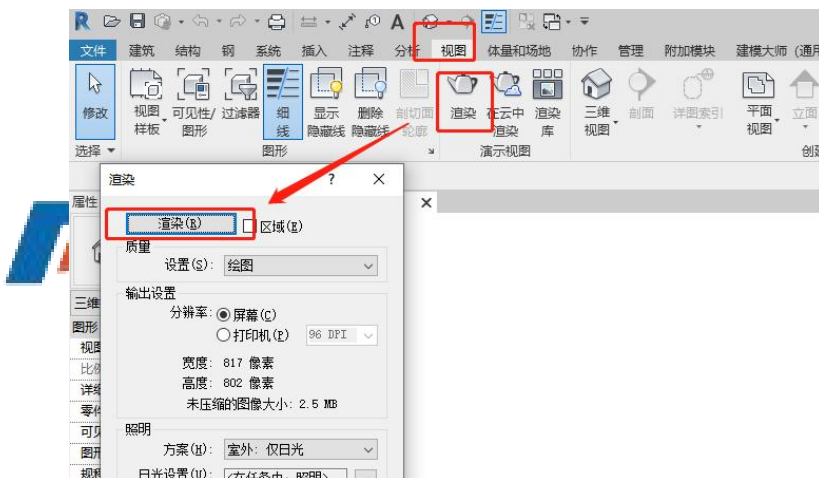 文件 建筑 结构 钢 系统 插入 注释 分析 视图 体量和场地 协作 管理 附加模块 建模大师 (通用
修改 视图 可见性/ 过滤器 细 显示 删除 剖切面 渲染 在云中 渲染 三维 剖面 详图索引 平面 立面
样板 图形 线 隐藏线 隐藏线 轮廓 渲染 库 视图 视图
选择 图形 演示视图 创建
渲染 ? ×
属性
渲染(R) 区域(E)
质量
设置(S): 绘图
三维
输出设置
图形
分辨率: 屏幕(C)
打印机(P) 96 DPI
宽度: 817 像素
高度: 802 像素
未压缩的图像大小: 2.5 MB
照明
方案(H): 室外: 仅日光
日光设置(U): <在任务中, 照明>